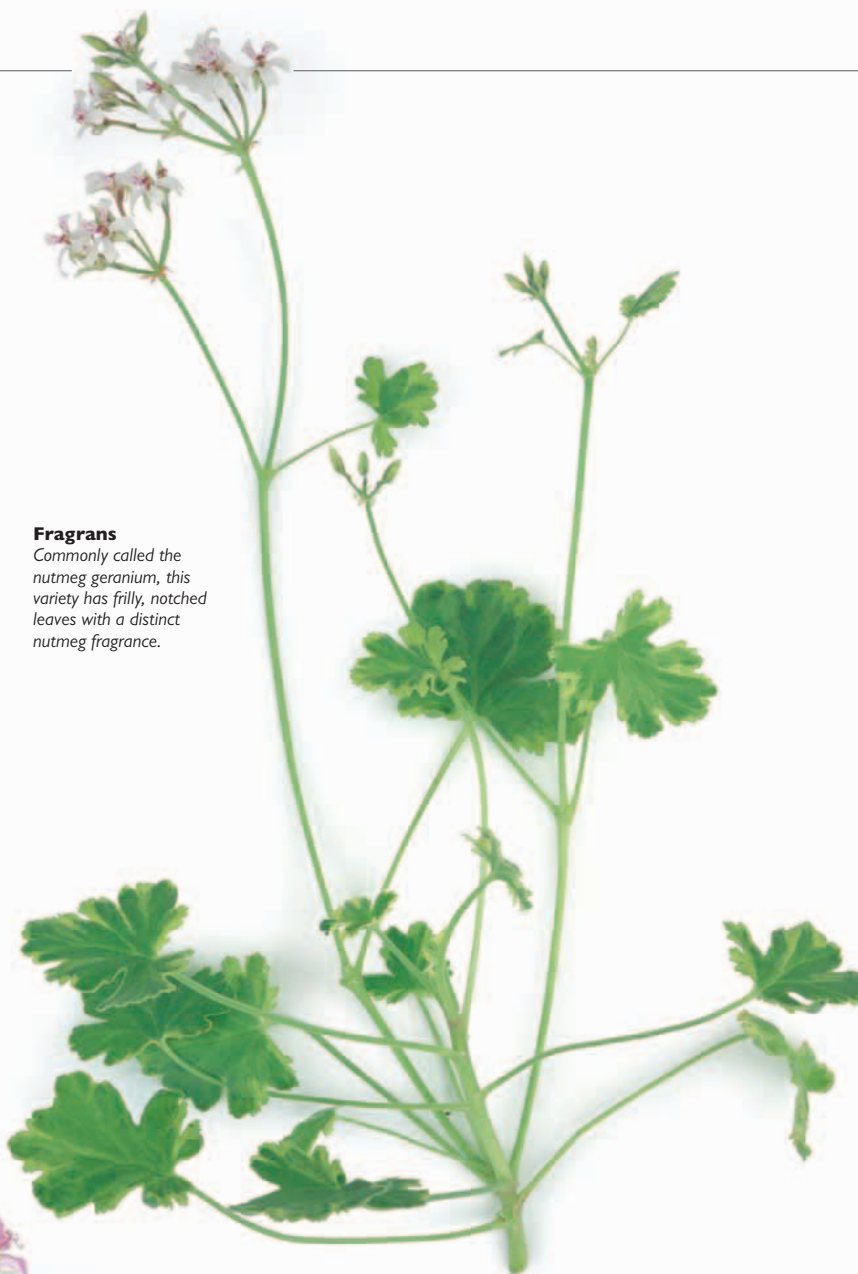 Fragrans
Commonly called the
nutmeg geranium, this
variety has frilly, notched
leaves with a distinct
nutmeg fragrance.